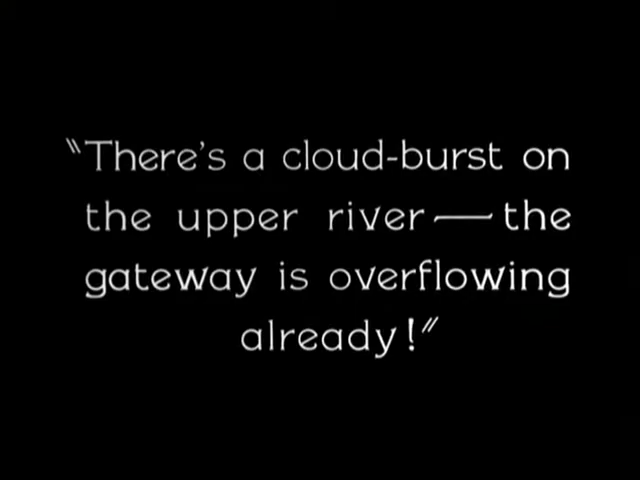 "There's a cloud-burst on
the upper river — the
gateway is overflowing
already!"